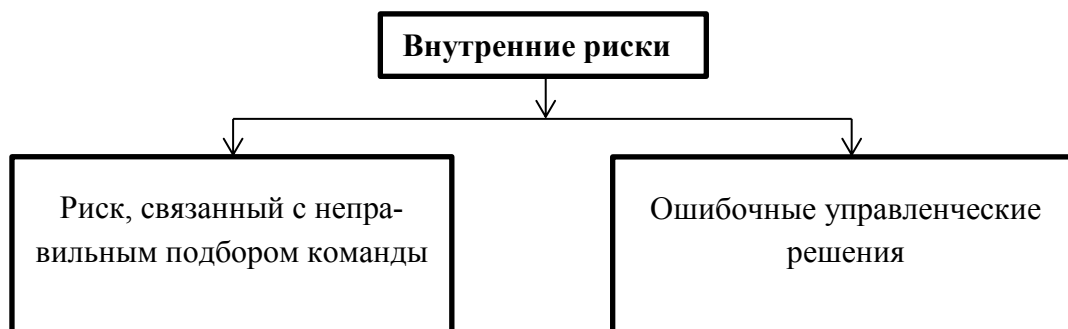 Внутренние риски
Риск, связанный с непра-
вильным подбором команды
Ошибочные управленческие
решения